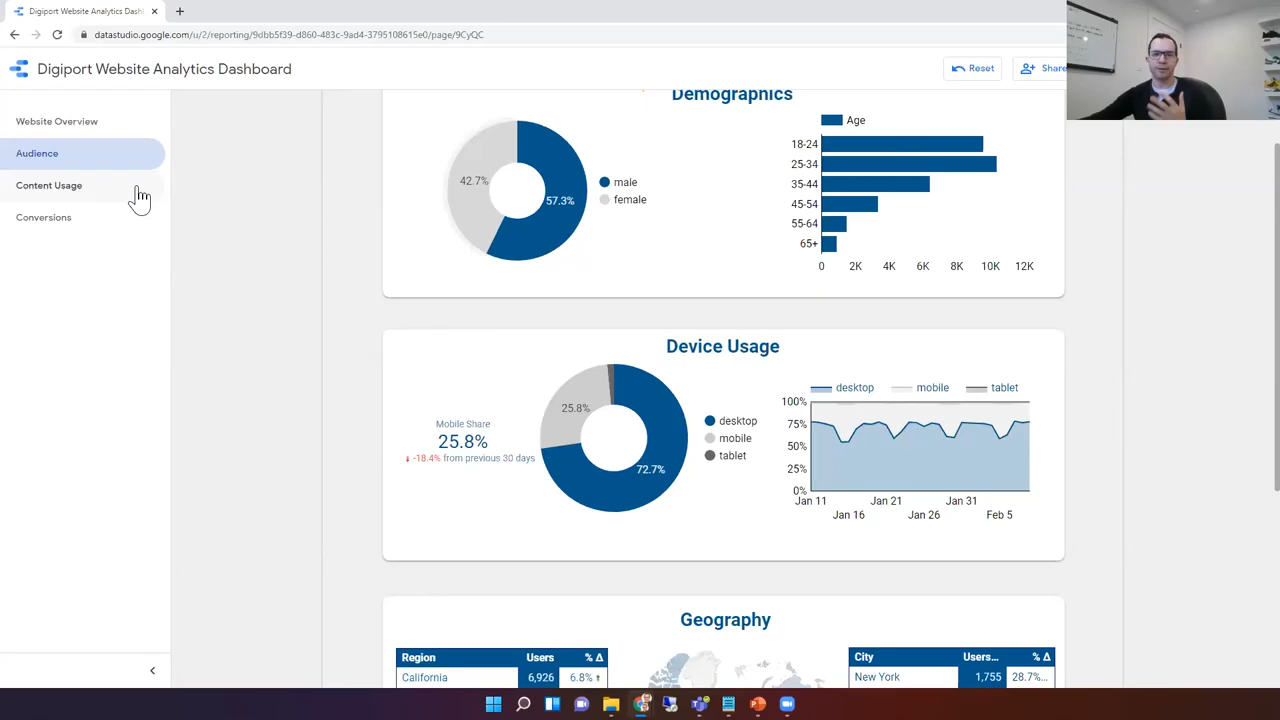 Digiport Website Analytics Dashb
datastudio.google.com/u/2/reporting/9dbb5f39-d860-483c-9ad4-3795108615e0/page/9CyQC
Digiport Website Analytics Dashboard
Reset
Share
Website Overview
Audience
Content Usage
Conversions
Demographics
42.7%
57.3%
male
female
Age
18-24
25-34
35-44
45-54
55-64
65+
0 2K 4K 6K 8K 10K 12K
Device Usage
Mobile Share
25.8%
-18.4% from previous 30 days
25.8%
72.7%
desktop
mobile
tablet
desktop mobile tablet
100%
75%
50%
25%
0%
Jan 11 Jan 21 Jan 31
Jan 16 Jan 26 Feb 5
Geography
Region Users % Δ
California 6,926 6.8%
City Users... % Δ
New York 1,755 28.7%...